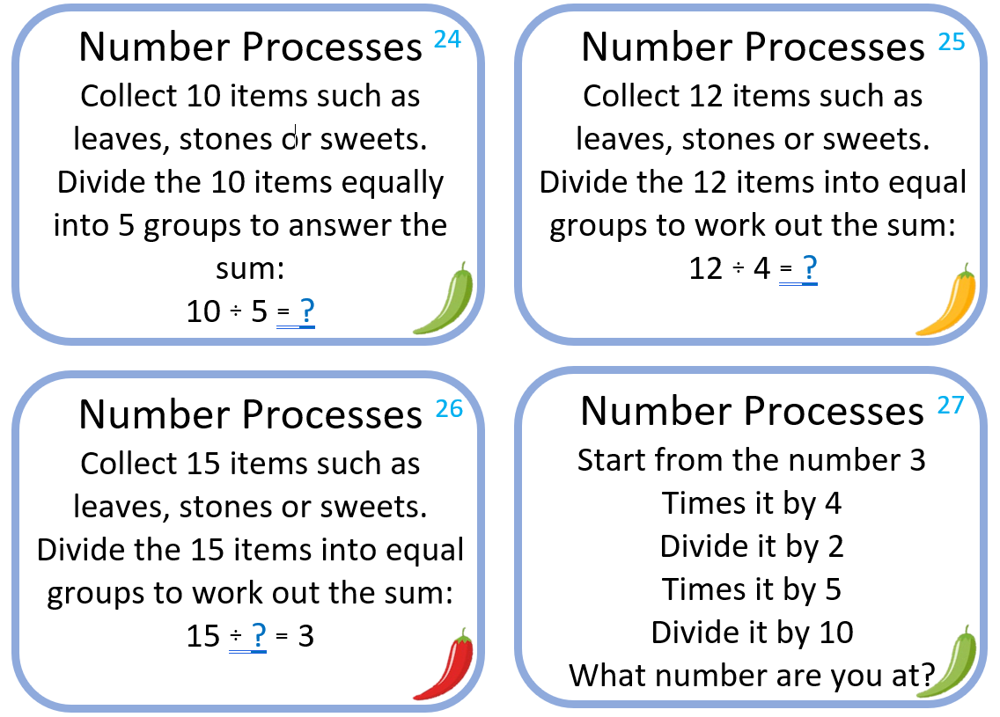 Number Processes 24
Collect 10 items such as
leaves, stones or sweets.
Divide the 10 items equally
into 5 groups to answer the
sum:
10 ÷ 5 = ?
Number Processes 25
Collect 12 items such as
leaves, stones or sweets.
Divide the 12 items into equal
groups to work out the sum:
12 ÷ 4 = ?
Number Processes 26
Collect 15 items such as
leaves, stones or sweets.
Divide the 15 items into equal
groups to work out the sum:
15 ÷ ? = 3
Number Processes 27
Start from the number 3
Times it by 4
Divide it by 2
Times it by 5
Divide it by 10
What number are you at?